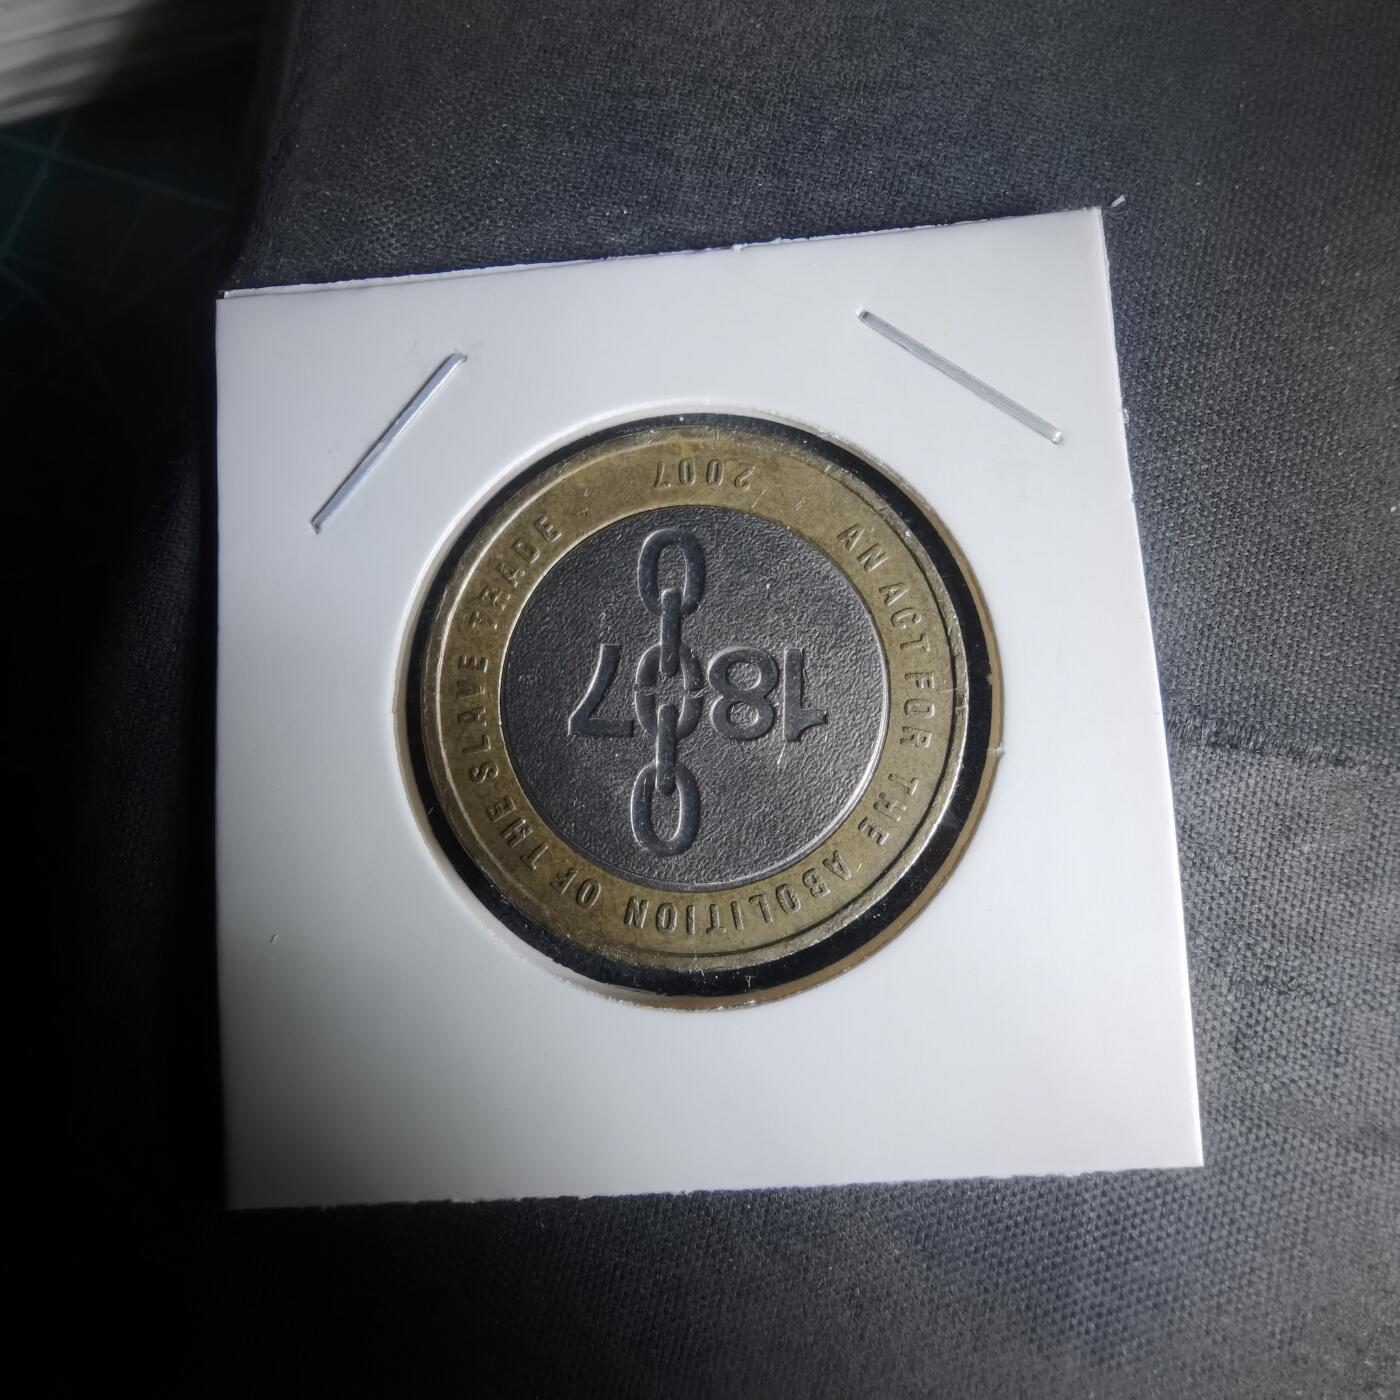 AN ACT FOR THE ABOLITION OF THE SLAVE TRADE
2007
1807